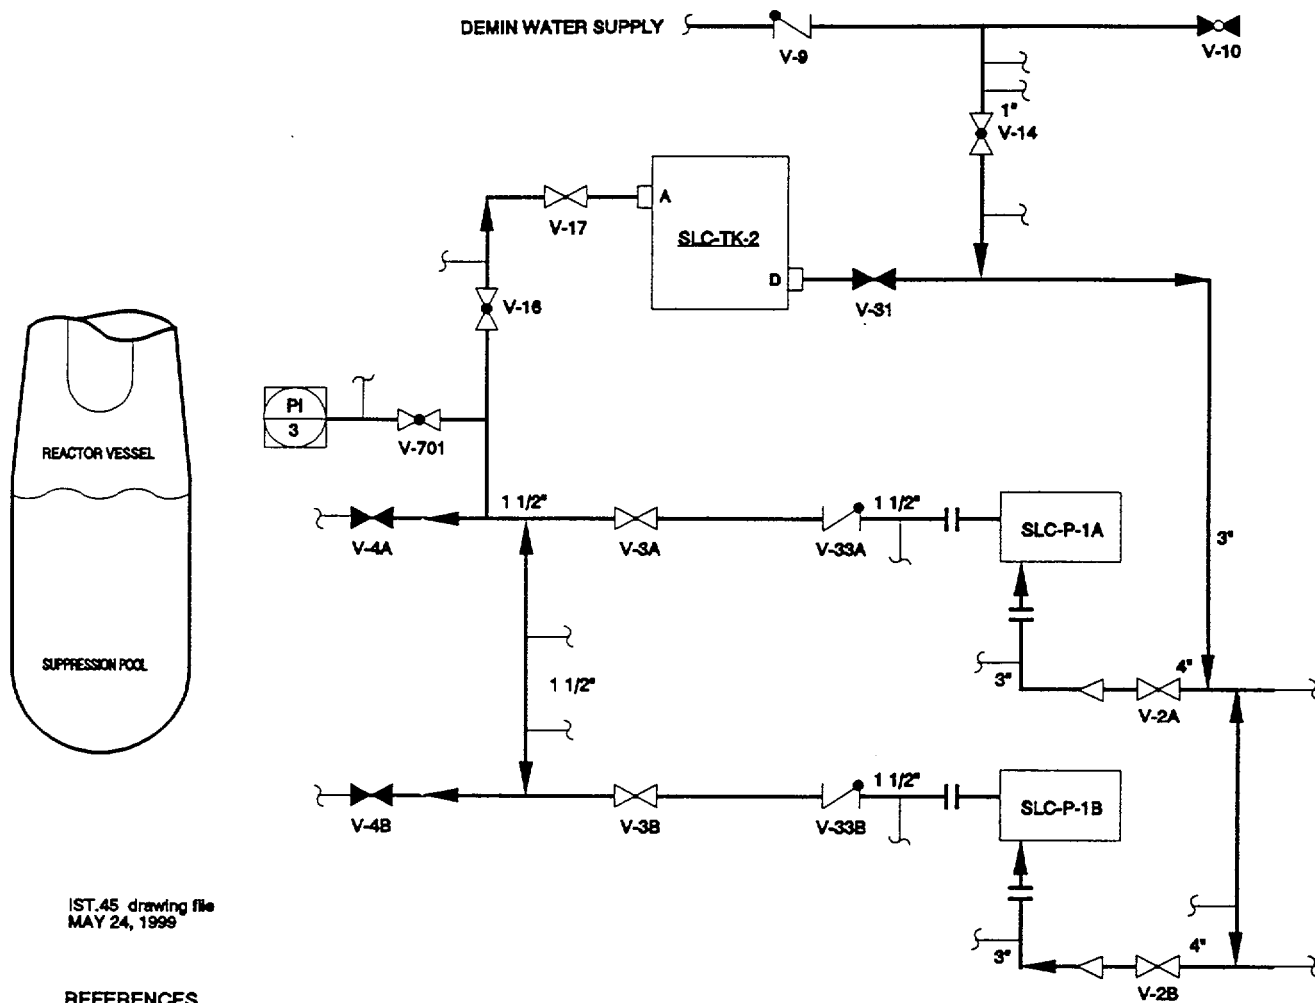 DEMIN WATER SUPPLY
V-9
V-10
1"
V-14
A
V-17
SLC-TK-2
D
V-31
V-16
PI
3
V-701
REACTOR VESSEL
1 1/2"
1 1/2"
V-4A
V-3A
V-33A
SLC-P-1A
3"
SUPPRESSION POOL
1 1/2"
3"
4"
V-2A
1 1/2"
V-4B
V-3B
V-33B
SLC-P-1B
IST.45 drawing file
MAY 24, 1999
3"
4"
V-2B
REFERENCES